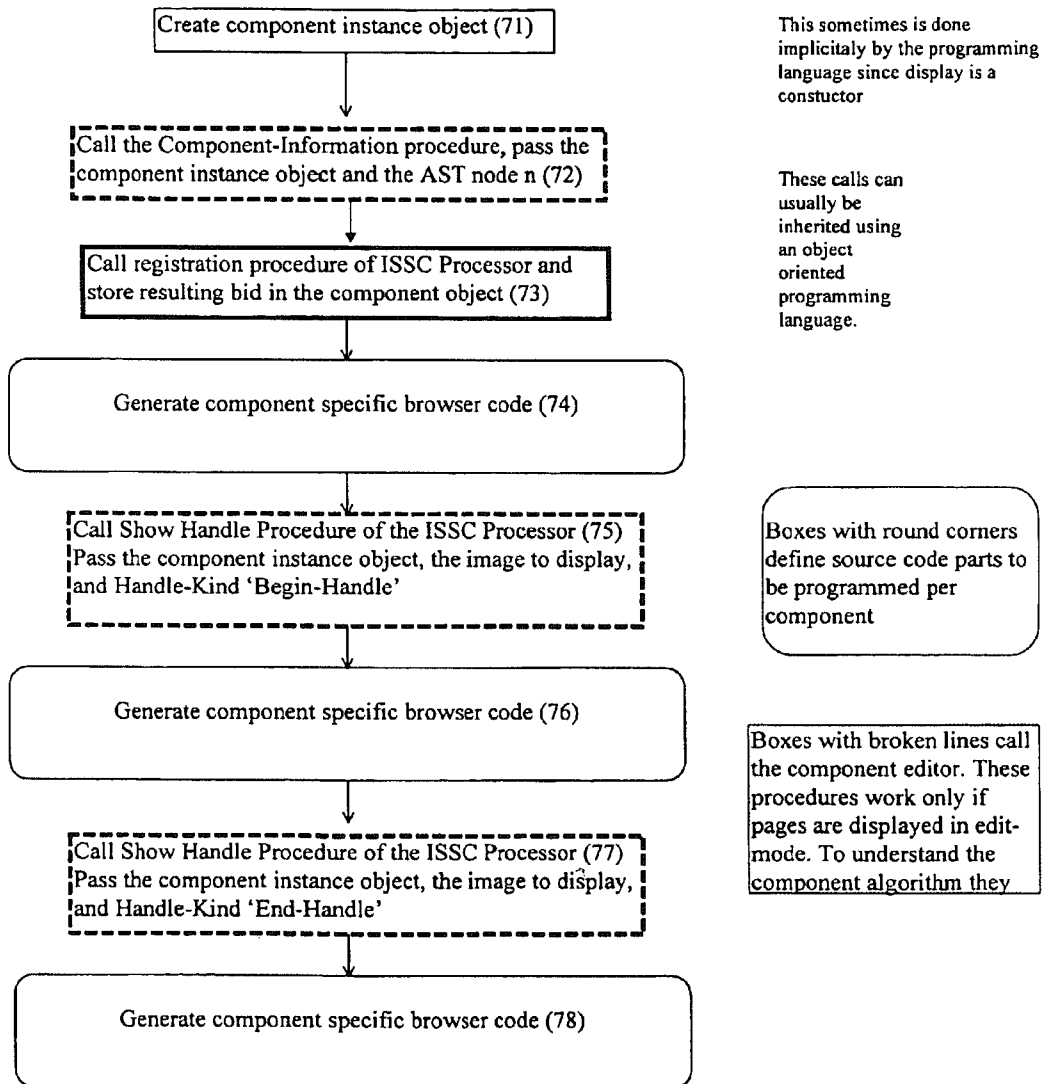 Create component instance object (71)
This sometimes is done
implicitaly by the programming
language since display is a
constuctor
Call the Component-Information procedure, pass the
component instance object and the AST node n (72)
These calls can
usually be
inherited using
an object
oriented
programming
language.
Call registration procedure of ISSC Processor and
store resulting bid in the component object (73)
Generate component specific browser code (74)
Call Show Handle Procedure of the ISSC Processor (75)
Pass the component instance object, the image to display,
and Handle-Kind ‘Begin-Handle’
Boxes with round corners
define source code parts to
be programmed per
component
Generate component specific browser code (76)
Boxes with broken lines call
the component editor. These
procedures work only if
pages are displayed in edit-
mode. To understand the
component algorithm they
Call Show Handle Procedure of the ISSC Processor (77)
Pass the component instance object, the image to display,
and Handle-Kind ‘End-Handle’
Generate component specific browser code (78)